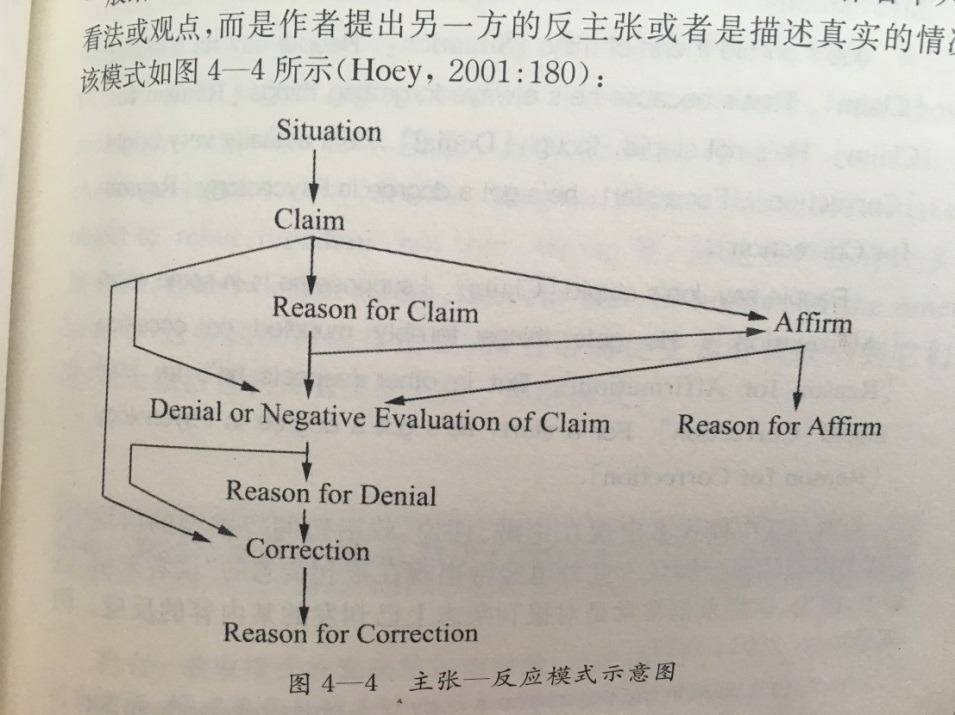 看法或观点,而是作者提出另一方的反主张或者是描述真实的情
该模式如图 4—4 所示(Hoey, 2001:180):
Situation
Claim
Reason for Claim
Affirm
Denial or Negative Evaluation of Claim
Reason for Affirm
Reason for Denial
Correction
Reason for Correction
图 4—4 主张—反应模式示意图